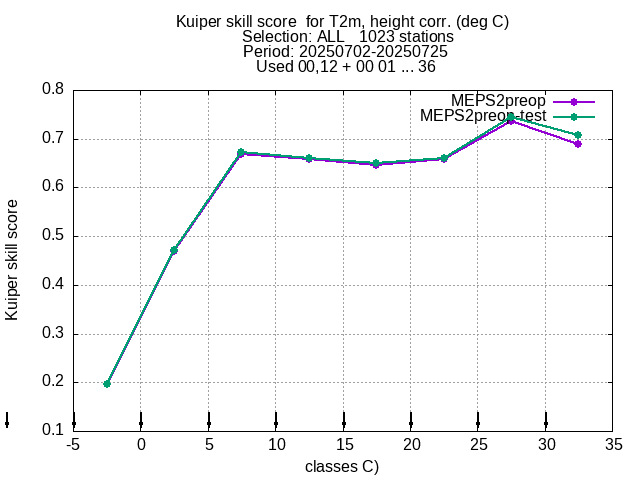 Kuiper skill score  for T2m, height corr. (deg C)
Selection: ALL   1023 stations
Period: 20250702-20250725
Used 00,12 + 00 01 ... 36
MEPS2preop
MEPS2preop-test
Kuiper skill score
0.8
0.7
0.6
0.5
0.4
0.3
0.2
0.1
-5 0 5 10 15 20 25 30 35
classes C)